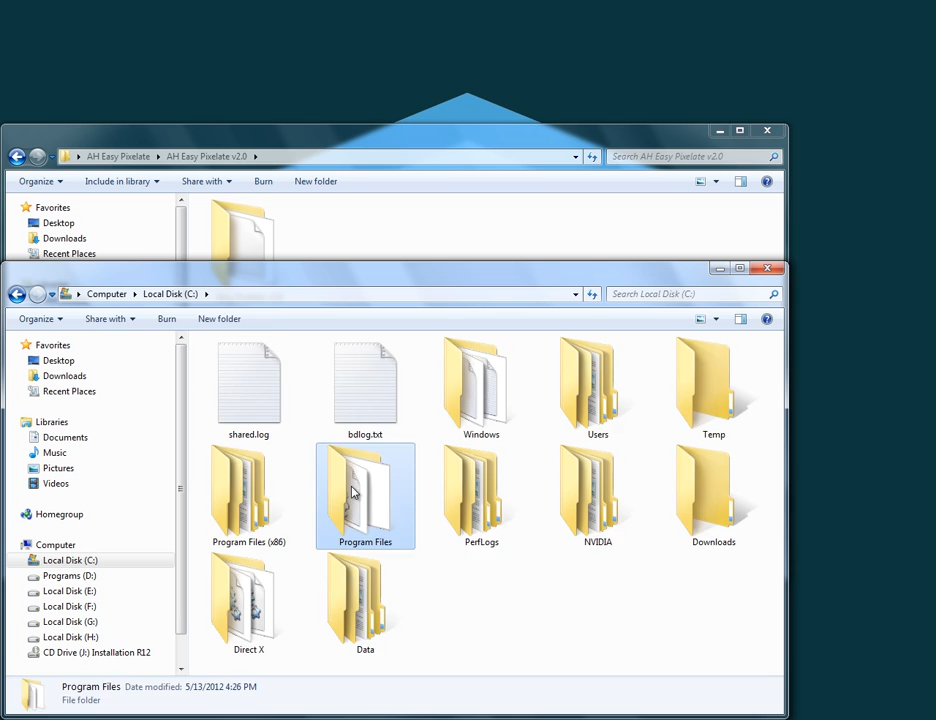 AH Easy Pixelate AH Easy Pixelate v2.0
Search AH Easy Pixelate v2.0
Organize Include in library Share with Burn New folder
Favorites
Desktop
Downloads
Recent Places
Computer Local Disk (C:)
Search Local Disk (C:)
Organize Share with Burn New folder
Favorites
Desktop
Downloads
Recent Places
Libraries
Documents
Music
Pictures
Videos
Homegroup
Computer
Local Disk (C:)
Programs (D:)
Local Disk (E:)
Local Disk (F:)
Local Disk (G:)
Local Disk (H:)
CD Drive (J:) Installation R12
shared.log bdlog.txt Windows Users Temp
Program Files (x86) Program Files PerfLogs NVIDIA Downloads
Direct X Data
Program Files Date modified: 5/13/2012 4:26 PM
File folder